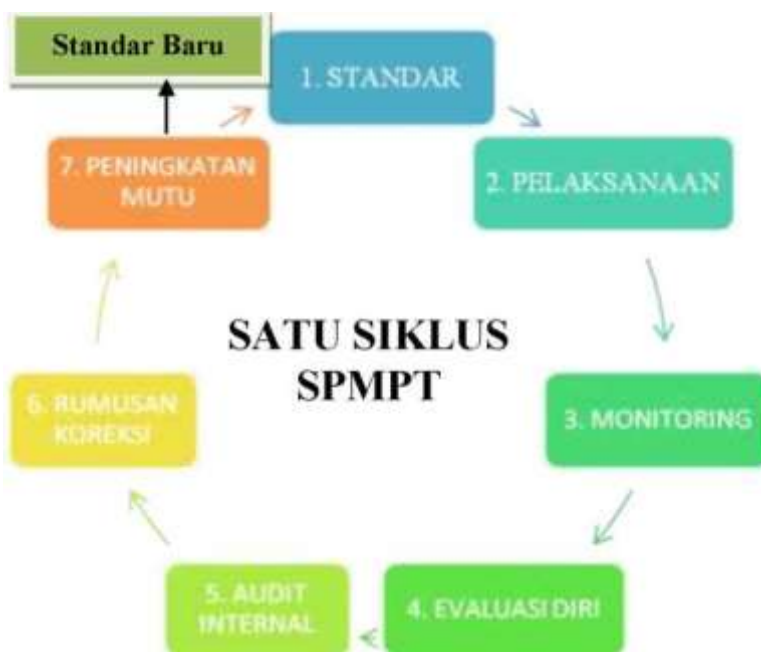 Standar Baru
1. STANDAR
2. PELAKSANAAN
3. MONITORING
4. EVALUASI DIRI
5. AUDIT
INTERNAL
6. RUMUSAN
KOREKSI
7. PENINGKATAN
MUTU
SATU SIKLUS
SPMPT